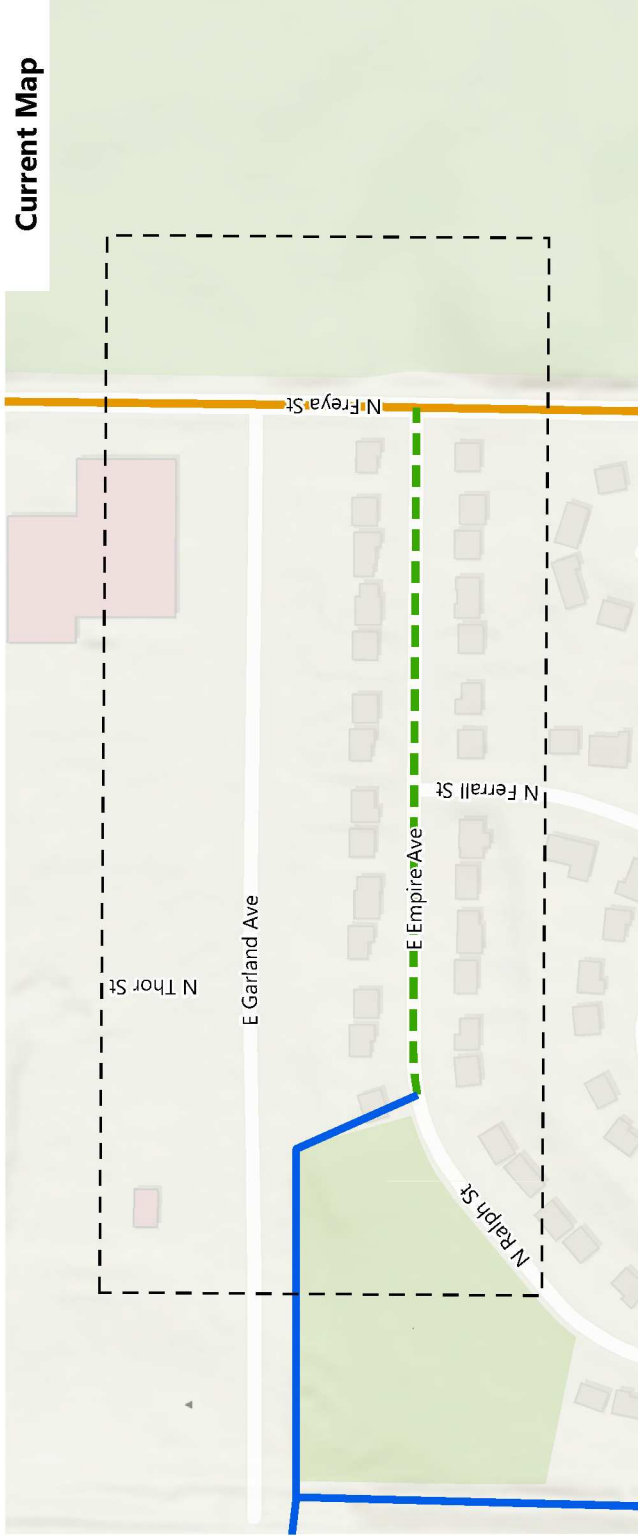 Current Map
N Freya St
E Garland Ave
N Thor St
E Empire Ave
N Ferrall St
N Ralph St